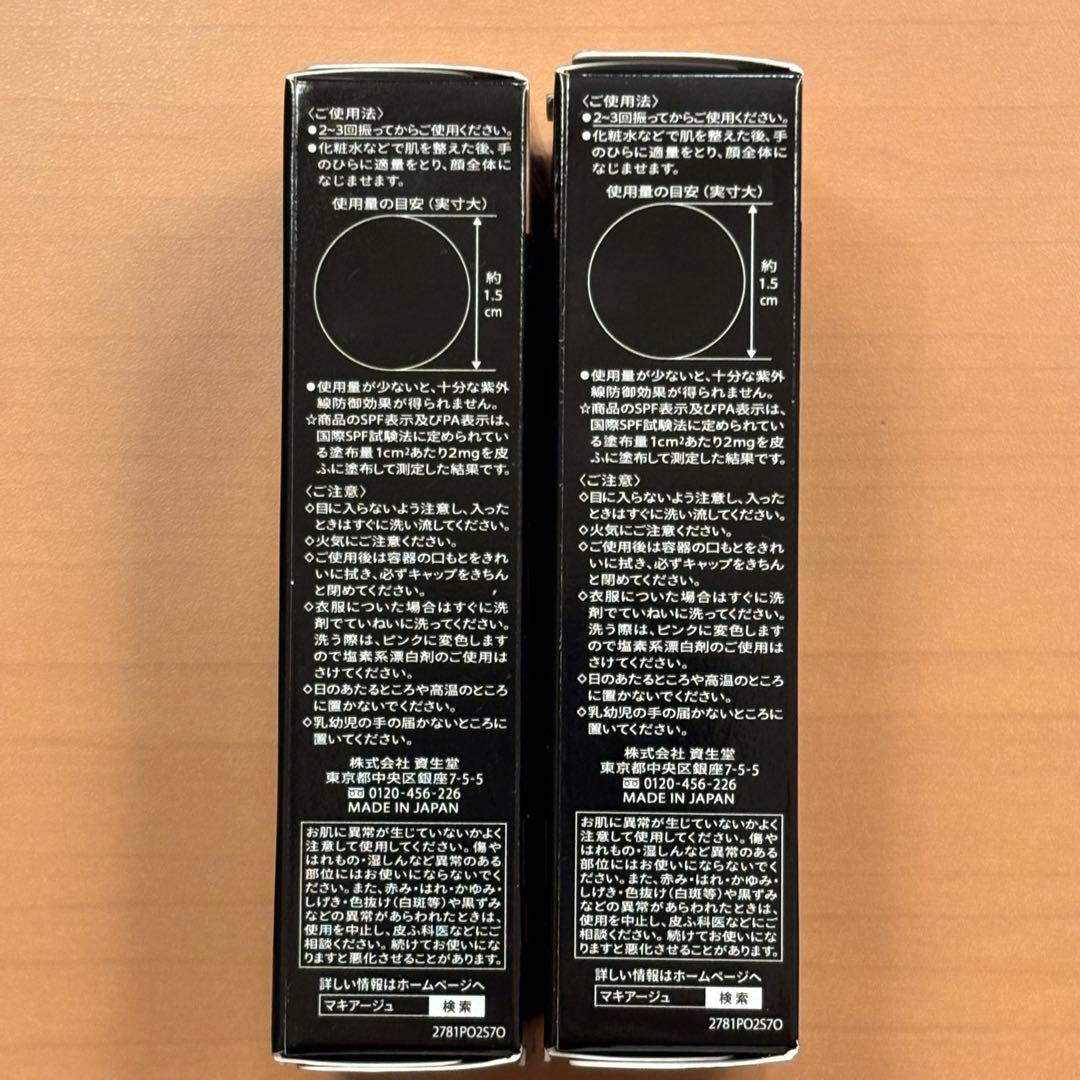 〈ご使用法〉
●2~3回振ってからご使用ください。
●化粧水などで肌を整えた後、手
のひらに適量をとり、顔全体に
なじませます。
使用量の目安(実寸大)
約
1.5
cm
●使用量が少ないと、十分な紫外
線防御効果が得られません。
☆商品のSPF表示及びPA表示は、
国際SPF試験法に定められてい
る塗布量1cm²あたり2mgを皮
ふに塗布して測定した結果です。
〈ご注意〉
◇目に入らないよう注意し、入った
ときはすぐに洗い流してください。
◇火気にご注意ください。
◇ご使用後は容器の口もとをきれ
いに拭き、必ずキャップをきちん
と閉めてください。
◇衣服についた場合はすぐに洗
剤でていねいに洗ってください。
洗う際は、ピンクに変色します
ので塩素系漂白剤のご使用は
さけてください。
◇日のあたるところや高温のところ
に置かないでください。
◇乳幼児の手の届かないところに
置いてください。
株式会社 資生堂
東京都中央区銀座7-5-5
0120-456-226
MADE IN JAPAN
お肌に異常が生じていないかよく
注意して使用してください。傷や
はれもの・湿しんなど異常のある
部位にはお使いにならないでく
ださい。また、赤み・はれ・かゆみ・
しげき・色抜け(白斑等)や黒ずみ
などの異常があらわれたときは、
使用を中止し、皮ふ科医などにご
相談ください。続けてお使いにな
りますと悪化させることがあります。
詳しい情報はホームページへ
マキアージュ 検索
2781PO2S7O
〈ご使用法〉
●2~3回振ってからご使用ください。
●化粧水などで肌を整えた後、手
のひらに適量をとり、顔全体に
なじませます。
使用量の目安(実寸大)
約
1.5
cm
●使用量が少ないと、十分な紫外
線防御効果が得られません。
☆商品のSPF表示及びPA表示は、
国際SPF試験法に定められてい
る塗布量1cm²あたり2mgを皮
ふに塗布して測定した結果です。
〈ご注意〉
◇目に入らないよう注意し、入った
ときはすぐに洗い流してください。
◇火気にご注意ください。
◇ご使用後は容器の口もとをきれ
いに拭き、必ずキャップをきちん
と閉めてください。
◇衣服についた場合はすぐに洗
剤でていねいに洗ってください。
洗う際は、ピンクに変色します
ので塩素系漂白剤のご使用は
さけてください。
◇日のあたるところや高温のところ
に置かないでください。
◇乳幼児の手の届かないところに
置いてください。
株式会社 資生堂
東京都中央区銀座7-5-5
0120-456-226
MADE IN JAPAN
お肌に異常が生じていないかよく
注意して使用してください。傷や
はれもの・湿しんなど異常のある
部位にはお使いにならないでく
ださい。また、赤み・はれ・かゆみ・
しげき・色抜け(白斑等)や黒ずみ
などの異常があらわれたときは、
使用を中止し、皮ふ科医などにご
相談ください。続けてお使いにな
りますと悪化させることがあります。
詳しい情報はホームページへ
マキアージュ 検索
2781PO2S7O